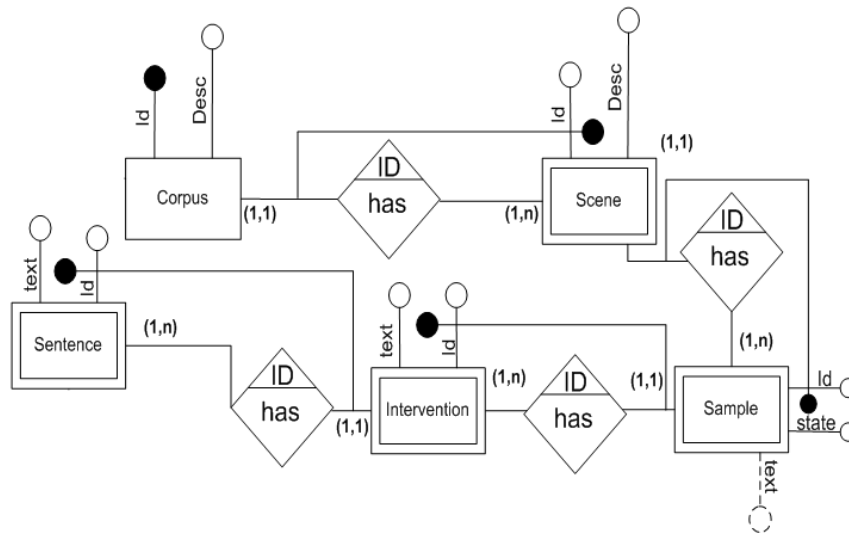 Id
Desc
Corpus
(1,1)
ID
has
(1,n)
Id
Desc
Scene
(1,1)
ID
has
(1,n)
text
Id
Sentence
(1,n)
ID
has
(1,1)
text
Id
Intervention
(1,n)
ID
has
(1,1)
Sample
Id
state
text